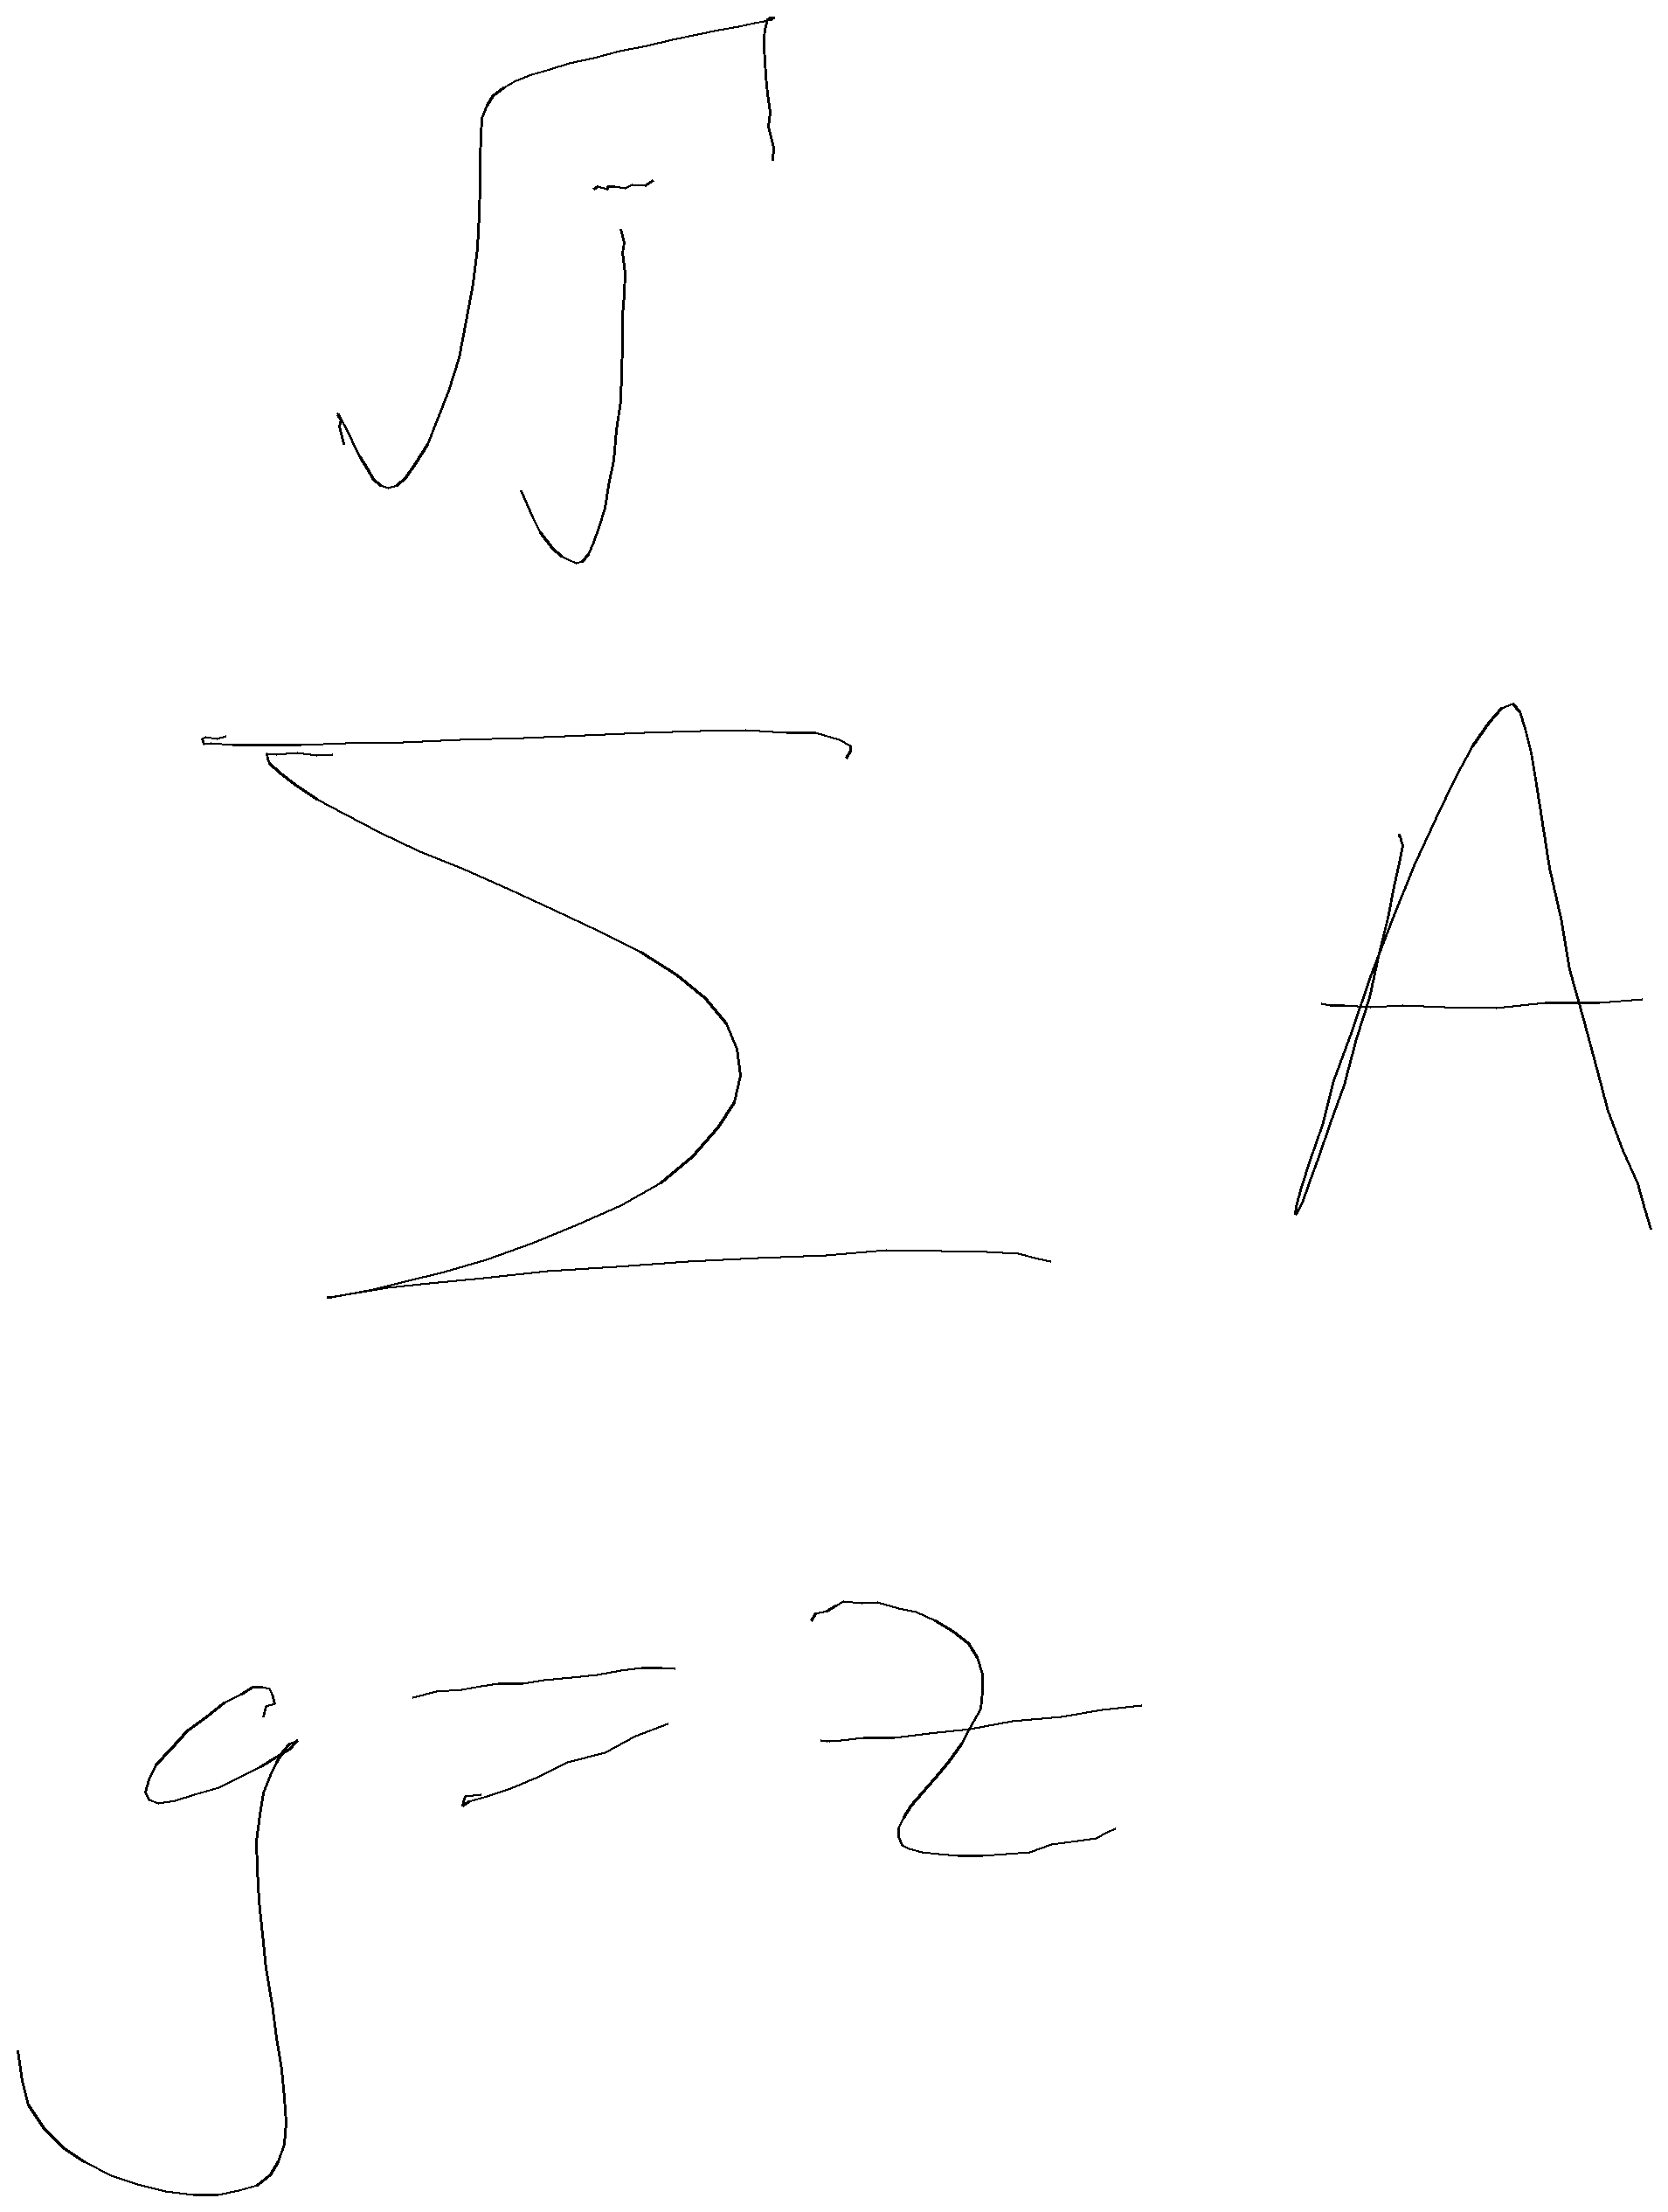 √j
∑ A
g = z